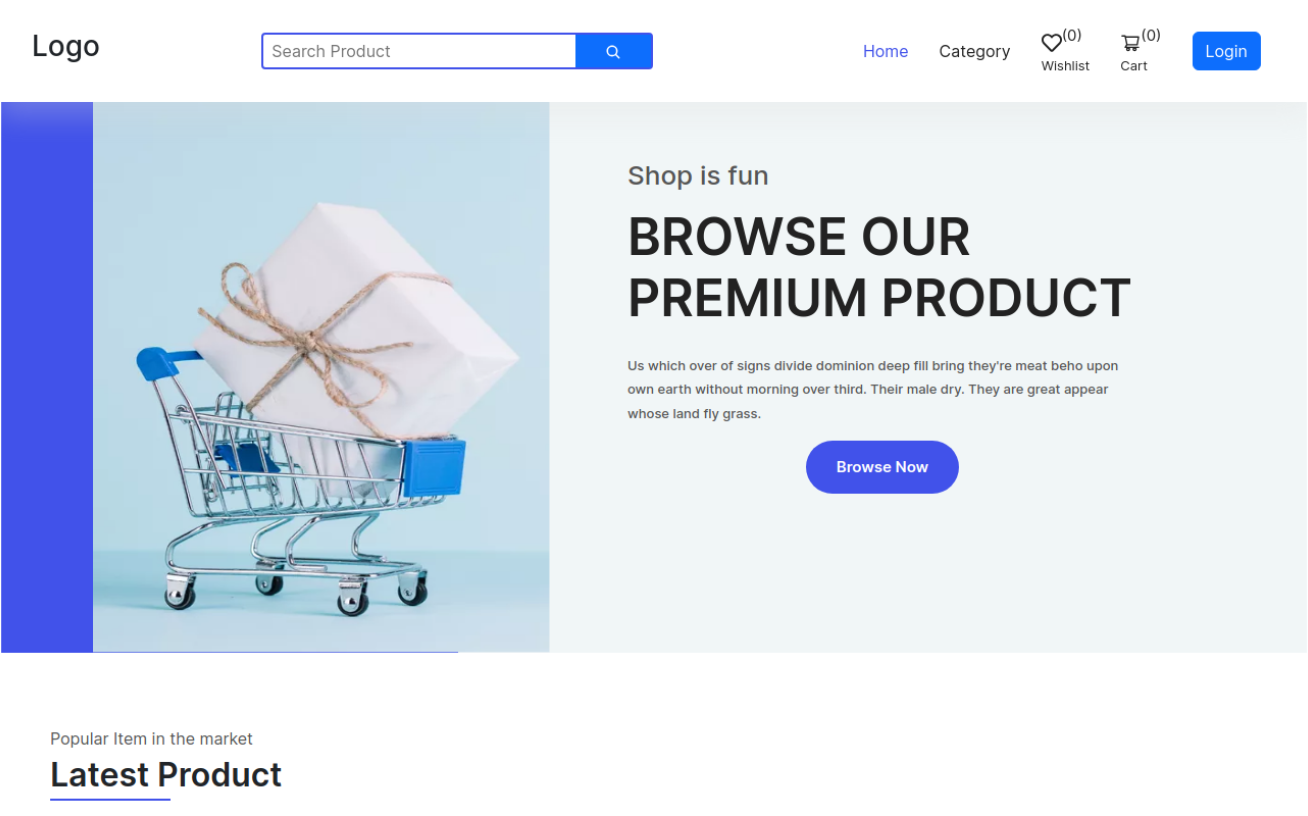 Logo
Search Product
Home
Category
(0)
Wishlist
(0)
Cart
Login
Shop is fun
BROWSE OUR
PREMIUM PRODUCT
Us which over of signs divide dominion deep fill bring they're meat beho upon
own earth without morning over third. Their male dry. They are great appear
whose land fly grass.
Browse Now
Popular Item in the market
Latest Product